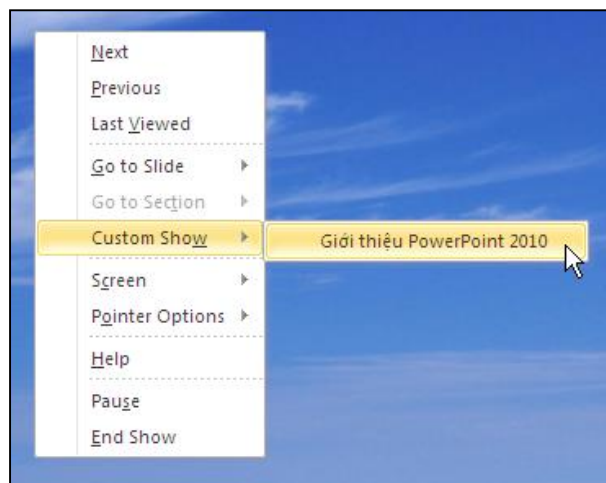 Next
Previous
Last Viewed
Go to Slide
Go to Section
Custom Show
Giới thiệu PowerPoint 2010
Screen
Pointer Options
Help
Pause
End Show